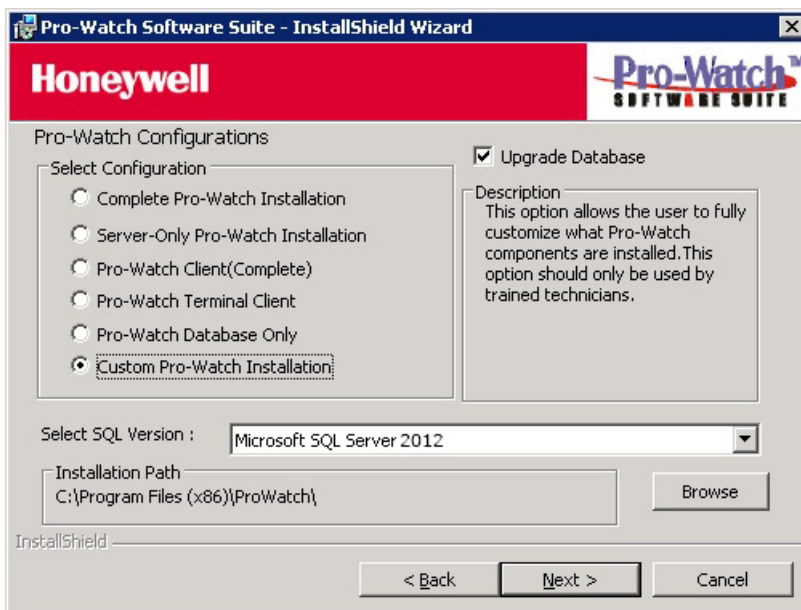 Pro-Watch Software Suite - InstallShield Wizard
Honeywell
Pro-Watch™
SOFTWARE SUITE
Pro-Watch Configurations
Select Configuration
Complete Pro-Watch Installation
Server-Only Pro-Watch Installation
Pro-Watch Client(Complete)
Pro-Watch Terminal Client
Pro-Watch Database Only
Custom Pro-Watch Installation
Upgrade Database
Description
This option allows the user to fully
customize what Pro-Watch
components are installed.This
option should only be used by
trained technicians.
Select SQL Version :
Microsoft SQL Server 2012
Installation Path
C:\Program Files (x86)\ProWatch\
Browse
InstallShield
< Back
Next >
Cancel